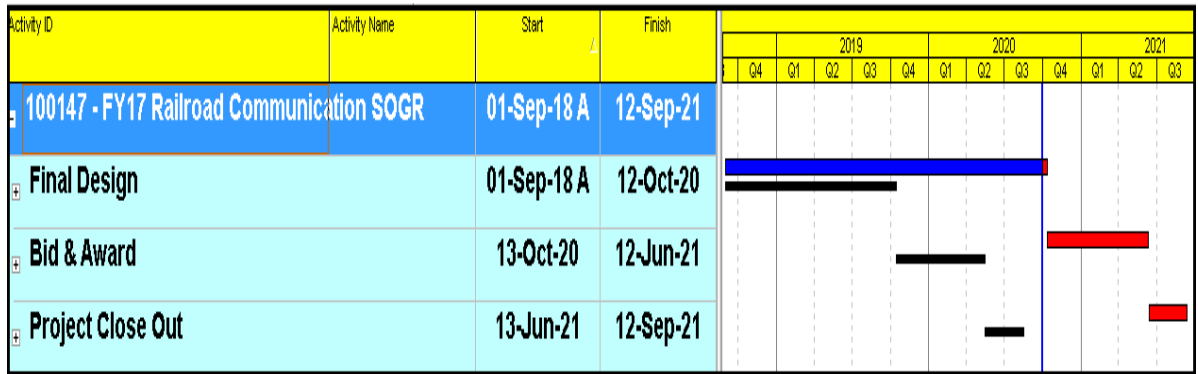 Activity ID Activity Name Start Finish
2019 2020 2021
Q4 Q1 Q2 Q3 Q4 Q1 Q2 Q3 Q4 Q1 Q2 Q3
100147 - FY17 Railroad Communication SOGR 01-Sep-18 A 12-Sep-21
Final Design 01-Sep-18 A 12-Oct-20
Bid & Award 13-Oct-20 12-Jun-21
Project Close Out 13-Jun-21 12-Sep-21